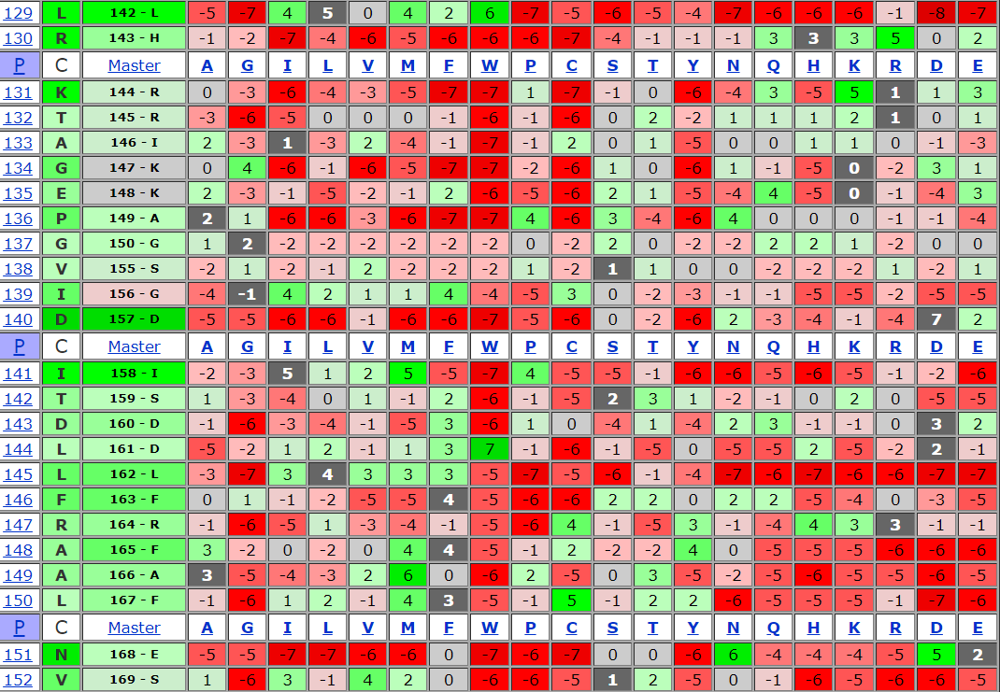 129 L 142 - L -5 -7 4 5 0 4 2 6 -7 -5 -6 -5 -4 -7 -6 -6 -6 -1 -8 -7
130 R 143 - H -1 -2 -7 -4 -6 -5 -6 -6 -6 -7 -4 -1 -1 -1 3 3 3 5 0 2
P C Master A G I L V M F W P C S T Y N Q H K R D E
131 K 144 - R 0 -3 -6 -4 -3 -5 -7 -7 1 -7 -1 0 -6 -4 3 -5 5 1 1 3
132 T 145 - R -3 -6 -5 0 0 0 -1 -6 -1 -6 0 2 -2 1 1 1 2 1 0 1
133 A 146 - I 2 -3 1 -3 2 -4 -1 -7 -1 2 0 1 -5 0 0 1 1 0 -1 -3
134 G 147 - K 0 4 -6 -1 -6 -5 -7 -7 -2 -6 1 0 -6 1 -1 -5 0 -2 3 1
135 E 148 - K 2 -3 -1 -5 -2 -1 2 -6 -5 -6 2 1 -5 -4 4 -5 0 -1 -4 3
136 P 149 - A 2 1 -6 -6 -3 -6 -7 -7 4 -6 3 -4 -6 4 0 0 0 -1 -1 -4
137 G 150 - G 1 2 -2 -2 -2 -2 -2 -2 0 -2 2 0 -2 -2 2 2 1 -2 0 0
138 V 155 - S -2 1 -2 -1 2 -2 -2 -2 1 -2 1 1 0 0 -2 -2 -2 1 -2 1
139 I 156 - G -4 -1 4 2 1 1 4 -4 -5 3 0 -2 -3 -1 -1 -5 -5 -2 -5 -5
140 D 157 - D -5 -5 -6 -6 -1 -6 -6 -7 -5 -6 0 -2 -6 2 -3 -4 -1 -4 7 2
P C Master A G I L V M F W P C S T Y N Q H K R D E
141 I 158 - I -2 -3 5 1 2 5 -5 -7 4 -5 -5 -1 -6 -6 -5 -6 -5 -1 -2 -6
142 T 159 - S 1 -3 -4 0 1 -1 2 -6 -1 -5 2 3 1 -2 -1 0 2 0 -5 -5
143 D 160 - D -1 -6 -3 -4 -1 -5 3 -6 1 0 -4 1 -4 2 3 -1 -1 0 3 2
144 L 161 - D -5 -2 1 2 -1 1 3 7 -1 -6 -1 -5 0 -5 -5 2 -5 -2 2 -1
145 L 162 - L -3 -7 3 4 3 3 3 -5 -7 -5 -6 -1 -4 -7 -6 -7 -6 -6 -7 -7
146 F 163 - F 0 1 -1 -2 -5 -5 4 -5 -6 -6 2 2 0 2 2 -5 -4 0 -3 -5
147 R 164 - R -1 -6 -5 1 -3 -4 -1 -5 -6 4 -1 -5 3 -1 -4 4 3 3 -1 -1
148 A 165 - F 3 -2 0 -2 0 4 4 -5 -1 2 -2 -2 4 0 -5 -5 -5 -6 -6 -6
149 A 166 - A 3 -5 -4 -3 2 6 0 -6 2 -5 0 3 -5 -2 -5 -6 -5 -5 -6 -5
150 L 167 - F -1 -6 1 2 -1 4 3 -5 -1 5 -1 2 2 -6 -5 -5 -5 -1 -7 -6
P C Master A G I L V M F W P C S T Y N Q H K R D E
151 N 168 - E -5 -5 -7 -7 -6 -6 0 -7 -6 -7 0 0 -6 6 -4 -4 -4 -5 5 2
152 V 169 - S 1 -6 3 -1 4 2 0 -6 -6 -5 1 2 -5 0 -1 -6 -5 -6 -6 -5